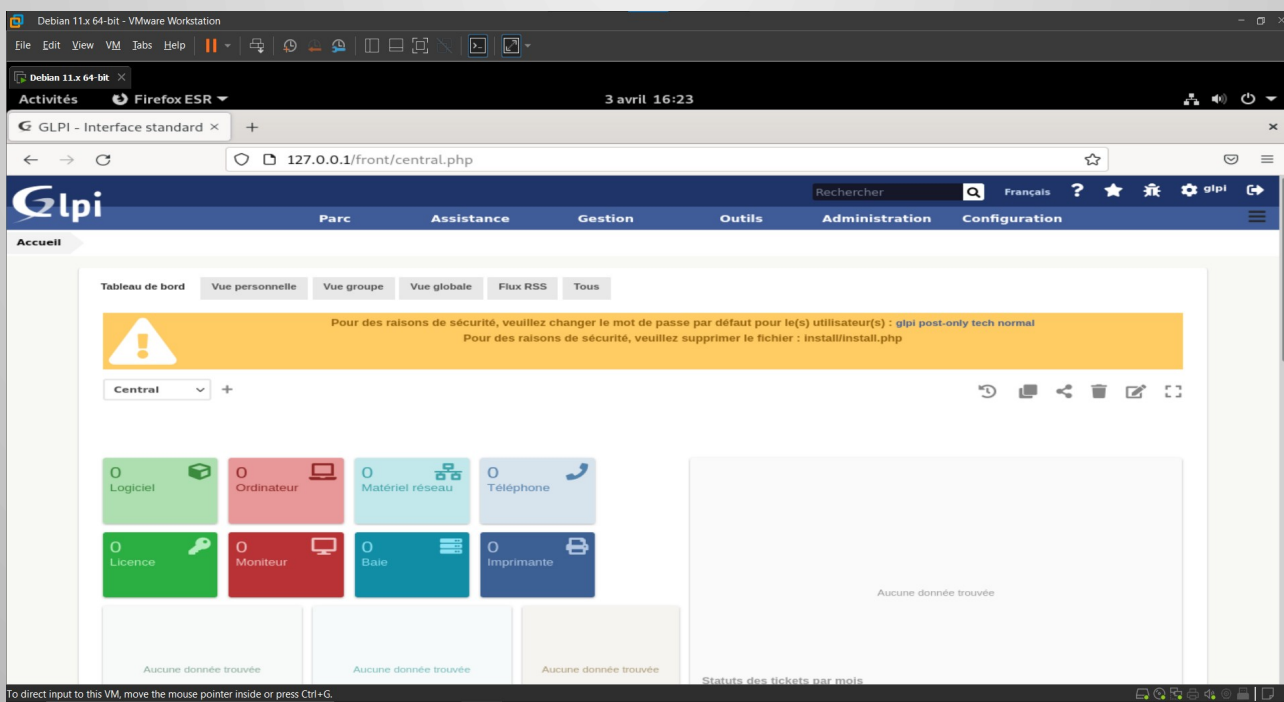 Debian 11.x 64-bit - VMware Workstation
File Edit View VM Tabs Help
Debian 11.x 64-bit
Activités Firefox ESR 3 avril 16:23
GLPI - Interface standard
127.0.0.1/front/central.php
Glpi
Rechercher Français ? glpi
Parc Assistance Gestion Outils Administration Configuration
Accueil
Tableau de bord Vue personnelle Vue groupe Vue globale Flux RSS Tous
Pour des raisons de sécurité, veuillez changer le mot de passe par défaut pour le(s) utilisateur(s) : glpi post-only tech normal
Pour des raisons de sécurité, veuillez supprimer le fichier : install/install.php
Central
0 Logiciel
0 Ordinateur
0 Matériel réseau
0 Téléphone
0 Licence
0 Moniteur
0 Baie
0 Imprimante
Aucune donnée trouvée
Aucune donnée trouvée
Aucune donnée trouvée
Aucune donnée trouvée
Statuts des tickets par mois
To direct input to this VM, move the mouse pointer inside or press Ctrl+G.